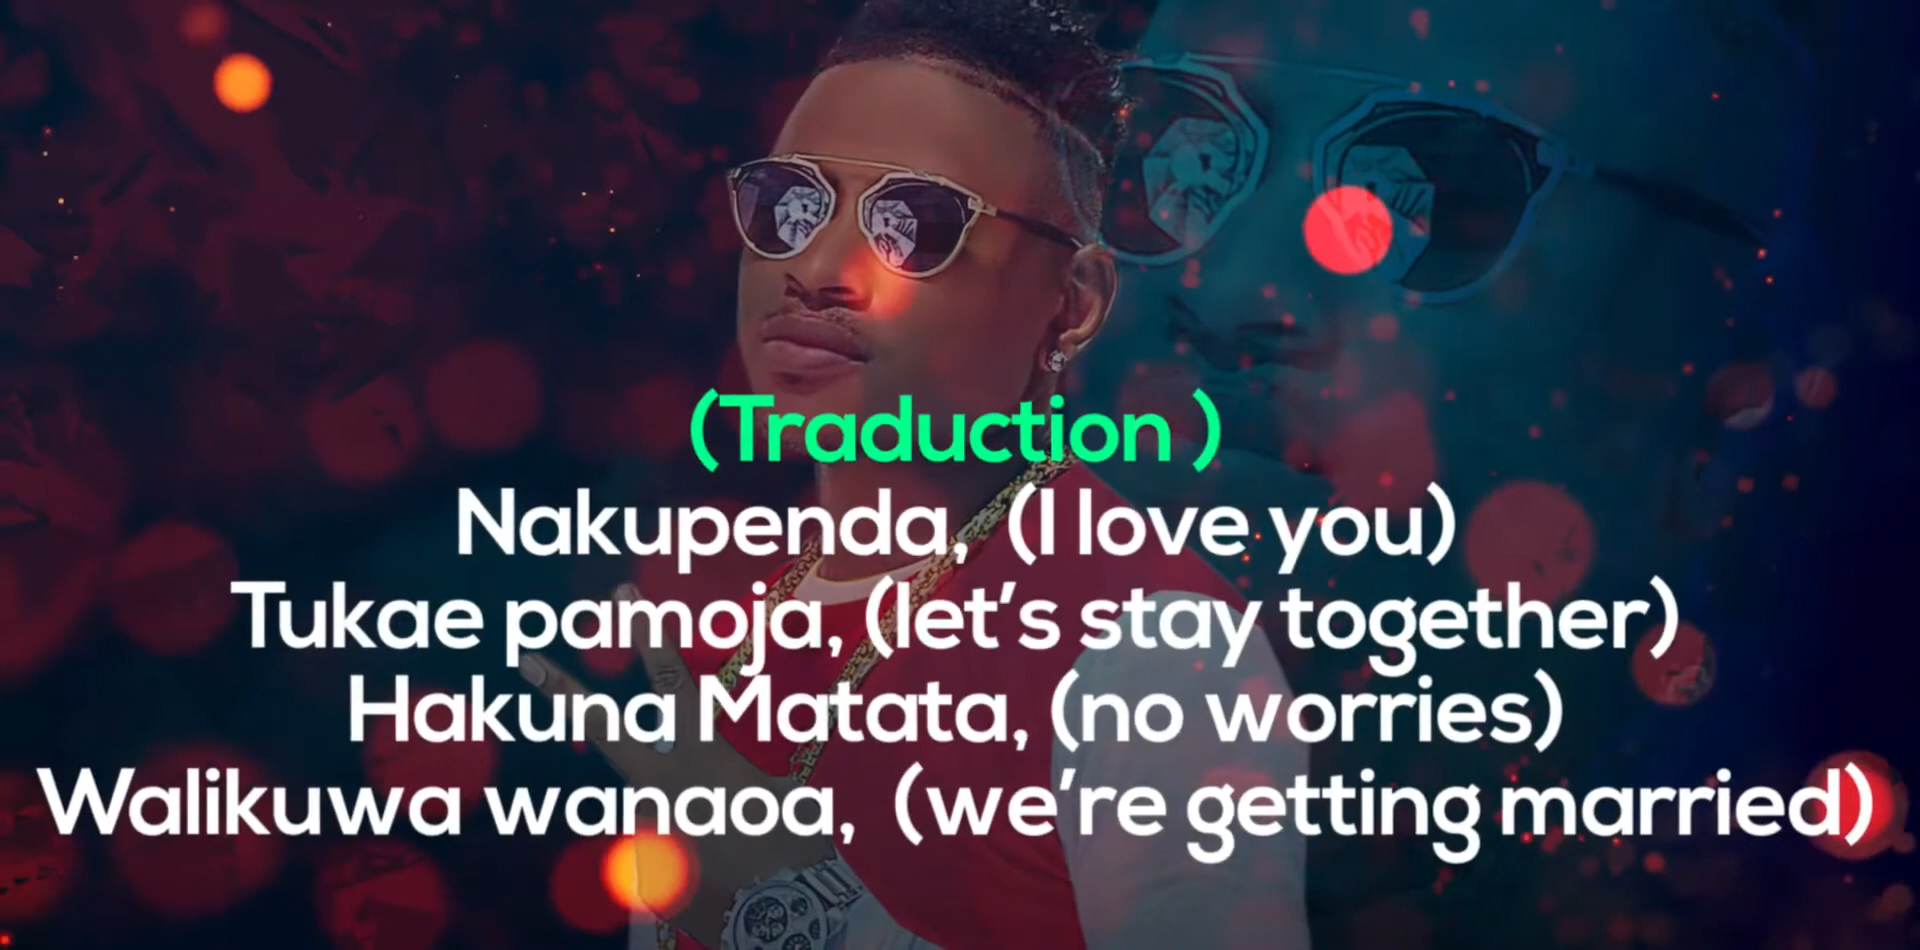 (Traduction )
Nakupenda, (I love you)
Tukae pamoja, (let's stay together)
Hakuna Matata, (no worries)
Walikuwa wanaoa, (we're getting married)